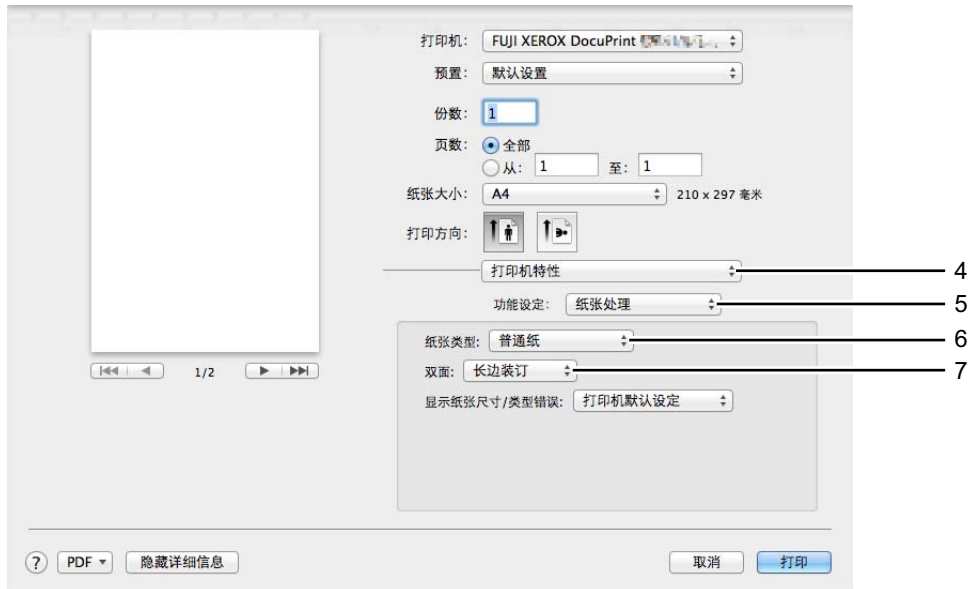 打印机: FUJI XEROX DocuPrint
预置: 默认设置
份数: 1
页数: 全部
从: 1 至: 1
纸张大小: A4 210 x 297 毫米
打印方向:
打印机特性 4
功能设定: 纸张处理 5
纸张类型: 普通纸 6
双面: 长边装订 7
显示纸张尺寸/类型错误: 打印机默认设定
1/2
? PDF 隐藏详细信息 取消 打印